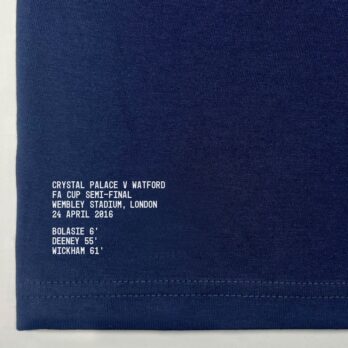 CRYSTAL PALACE V WATFORD
FA CUP SEMI-FINAL
WEMBLEY STADIUM, LONDON
24 APRIL 2016
BOLASIE 6'
DEENEY 55'
WICKHAM 61'